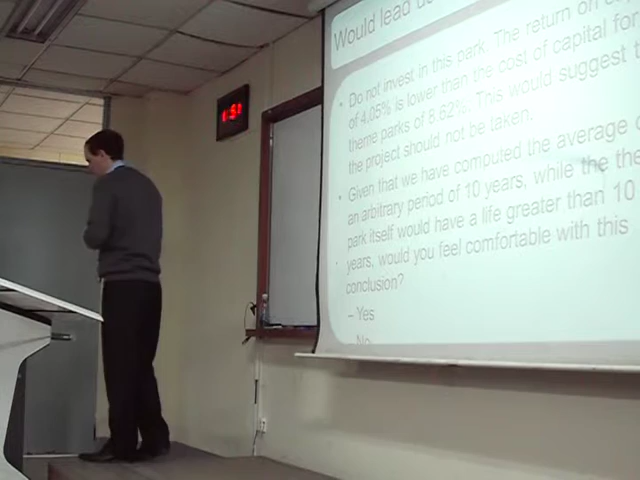 Would lead us
• Do not invest in this park. The return on
of 4.05% is lower than the cost of capital for
theme parks of 8.62%. This would suggest
the project should not be taken.
• Given that we have computed the average
an arbitrary period of 10 years, while the
park itself would have a life greater than 10
years, would you feel comfortable with this
conclusion?
– Yes
No